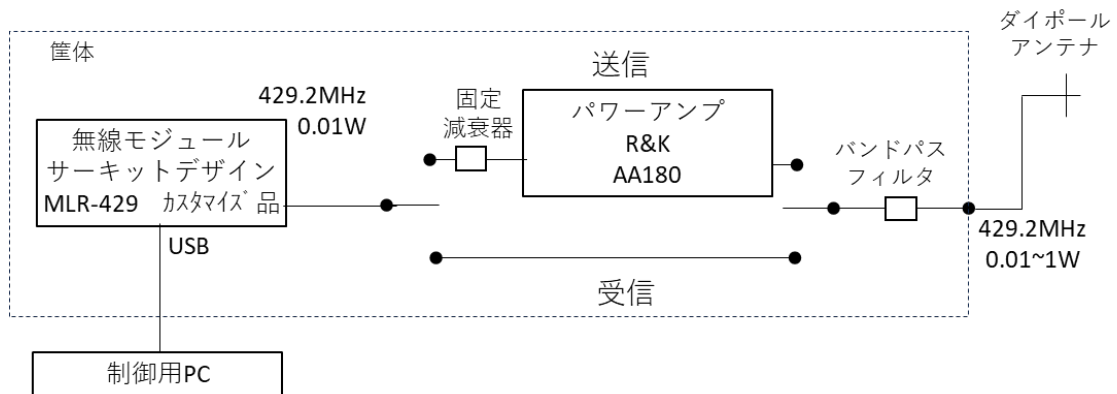 ダイポール
アンテナ
筐体
送信
429.2MHz
0.01W
固定
減衰器
パワーアンプ
R&K
AA180
無線モジュール
サーキットデザイン
MLR-429 ｶｽﾀﾏｲｽﾞ品
バンドパス
フィルタ
USB
429.2MHz
0.01~1W
受信
制御用PC